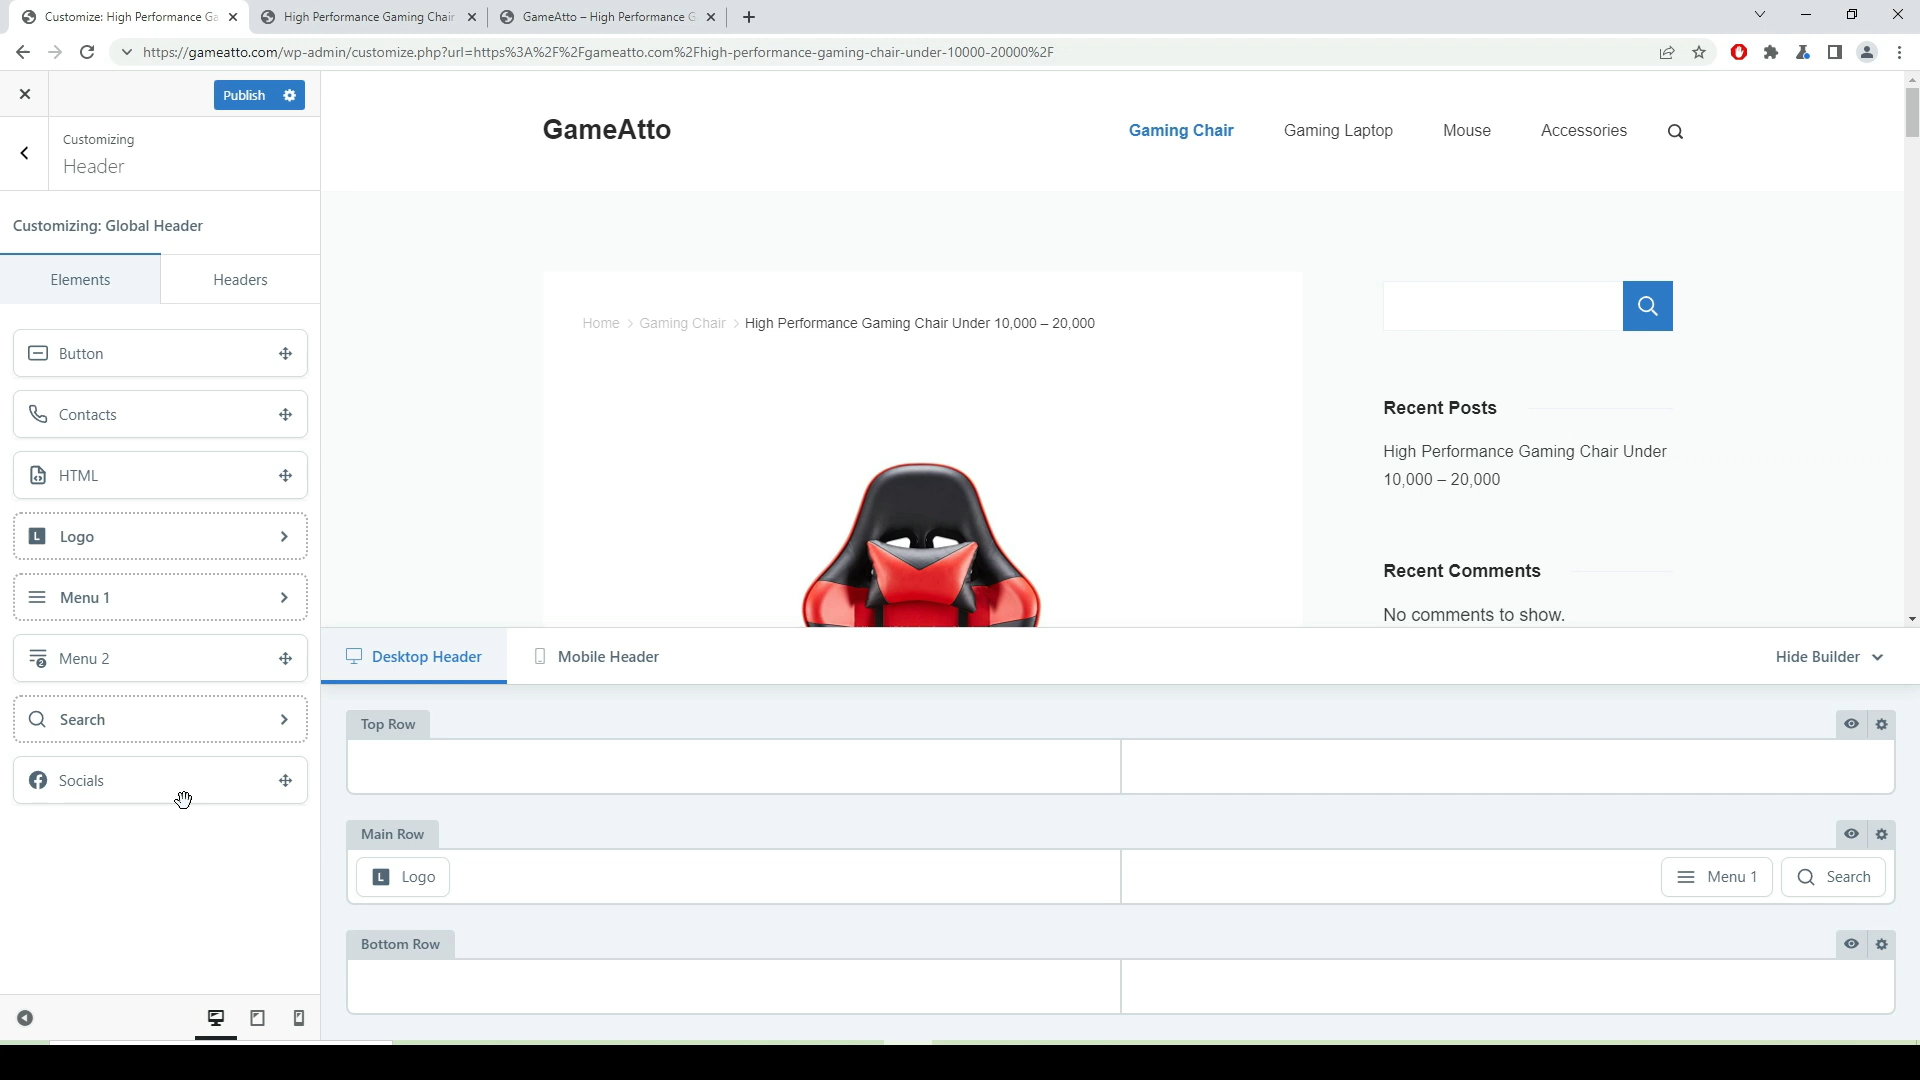 Customize: High Performance Ga
High Performance Gaming Chair
GameAtto – High Performance G
https://gameatto.com/wp-admin/customize.php?url=https%3A%2F%2Fgameatto.com%2Fhigh-performance-gaming-chair-under-10000-20000%2F
Publish
Customizing
Header
Customizing: Global Header
Elements
Headers
Button
Contacts
HTML
L Logo
Menu 1
2 Menu 2
Search
Socials
GameAtto
Gaming Chair
Gaming Laptop
Mouse
Accessories
Home > Gaming Chair > High Performance Gaming Chair Under 10,000 – 20,000
Recent Posts
High Performance Gaming Chair Under
10,000 – 20,000
Recent Comments
No comments to show.
Desktop Header
Mobile Header
Hide Builder
Top Row
Main Row
L Logo
Menu 1
Search
Bottom Row